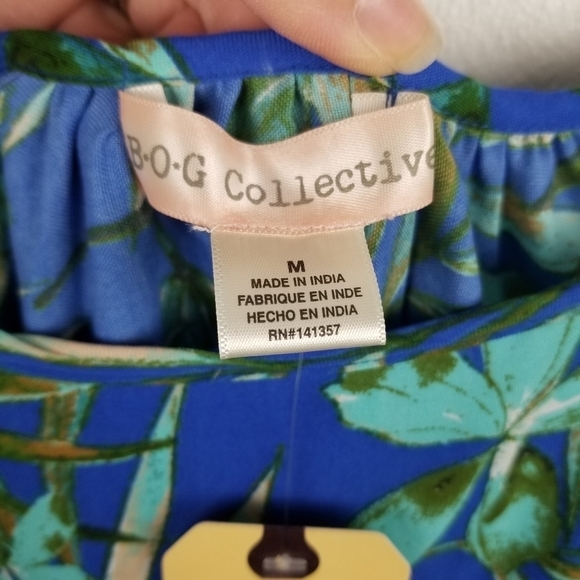 B·O·G Collective
M
MADE IN INDIA
FABRIQUE EN INDE
HECHO EN INDIA
RN#141357